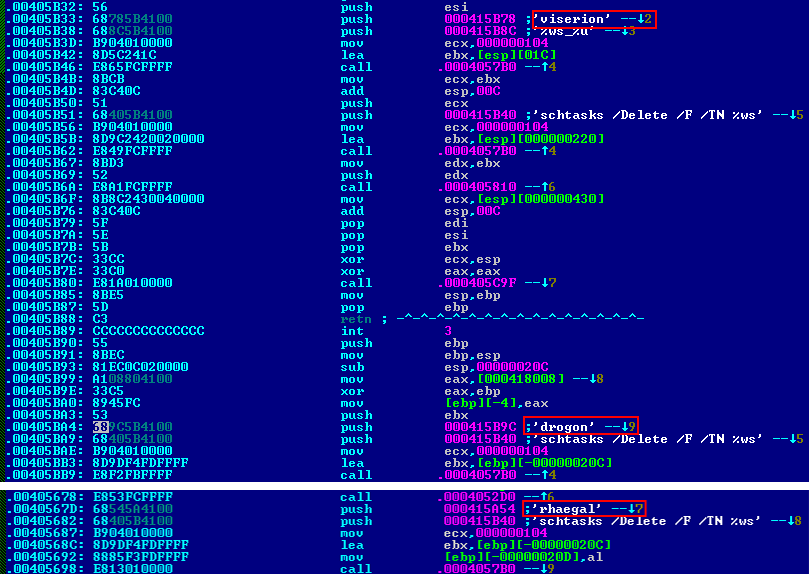 .00405B32: 56 push esi
.00405B33: 68785B4100 push 000415B78 ;'viserion' --↓2
.00405B38: 688C5B4100 push 000415B8C ;'%ws_%u' --↓3
.00405B3D: B904010000 mov ecx,000000104
.00405B42: 8D5C241C lea ebx,[esp][01C]
.00405B46: E865FCFFFF call .0004057B0 --↑4
.00405B4B: 8BCB mov ecx,ebx
.00405B4D: 83C40C add esp,00C
.00405B50: 51 push ecx
.00405B51: 68405B4100 push 000415B40 ;'schtasks /Delete /F /TN %ws' --↓5
.00405B56: B904010000 mov ecx,000000104
.00405B5B: 8D9C2420020000 lea ebx,[esp][000000220]
.00405B62: E849FCFFFF call .0004057B0 --↑4
.00405B67: 8BD3 mov edx,ebx
.00405B69: 52 push edx
.00405B6A: E8A1FCFFFF call .000405810 --↑6
.00405B6F: 8B8C2430040000 mov ecx,[esp][000000430]
.00405B76: 83C40C add esp,00C
.00405B79: 5F pop edi
.00405B7A: 5E pop esi
.00405B7B: 5B pop ebx
.00405B7C: 33CC xor ecx,esp
.00405B7E: 33C0 xor eax,eax
.00405B80: E81A010000 call .000405C9F --↓7
.00405B85: 8BE5 mov esp,ebp
.00405B87: 5D pop ebp
.00405B88: C3 retn ; -^-^-^-^-^-^-^-^-^-^-^-^-^-^-^-^-
.00405B89: CCCCCCCCCCCCCC int 3
.00405B90: 55 push ebp
.00405B91: 8BEC mov ebp,esp
.00405B93: 81EC0C020000 sub esp,00000020C
.00405B99: A108804100 mov eax,[000418008] --↓8
.00405B9E: 33C5 xor eax,ebp
.00405BA0: 8945FC mov [ebp][-4],eax
.00405BA3: 53 push ebx
.00405BA4: 689C5B4100 push 000415B9C ;'drogon' --↓9
.00405BA9: 68405B4100 push 000415B40 ;'schtasks /Delete /F /TN %ws' --↓5
.00405BAE: B904010000 mov ecx,000000104
.00405BB3: 8D9DF4FDFFFF lea ebx,[ebp][-00000020C]
.00405BB9: E8F2FBFFFF call .0004057B0 --↑4
.00405678: E853FCFFFF call .0004052D0 --↑6
.0040567D: 68545A4100 push 000415A54 ;'rhaegal' --↓7
.00405682: 68405B4100 push 000415B40 ;'schtasks /Delete /F /TN %ws' --↓8
.00405687: B904010000 mov ecx,000000104
.0040568C: 8D9DF4FDFFFF lea ebx,[ebp][-00000020C]
.00405692: 8885F3FDFFFF mov [ebp][-00000020D],al
.00405698: E813010000 call .0004057B0 --↑9